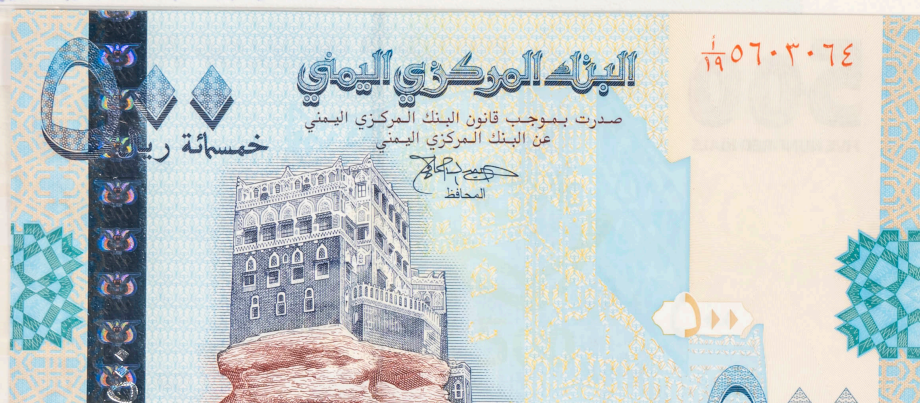 البنك المركزي اليمني
أ/١٩ ٥٦٠٣٠٦٤
صدرت بموجب قانون البنك المركزي اليمني
عن البنك المركزي اليمني
المحافظ
٥٠٠
خمسمائة ريال